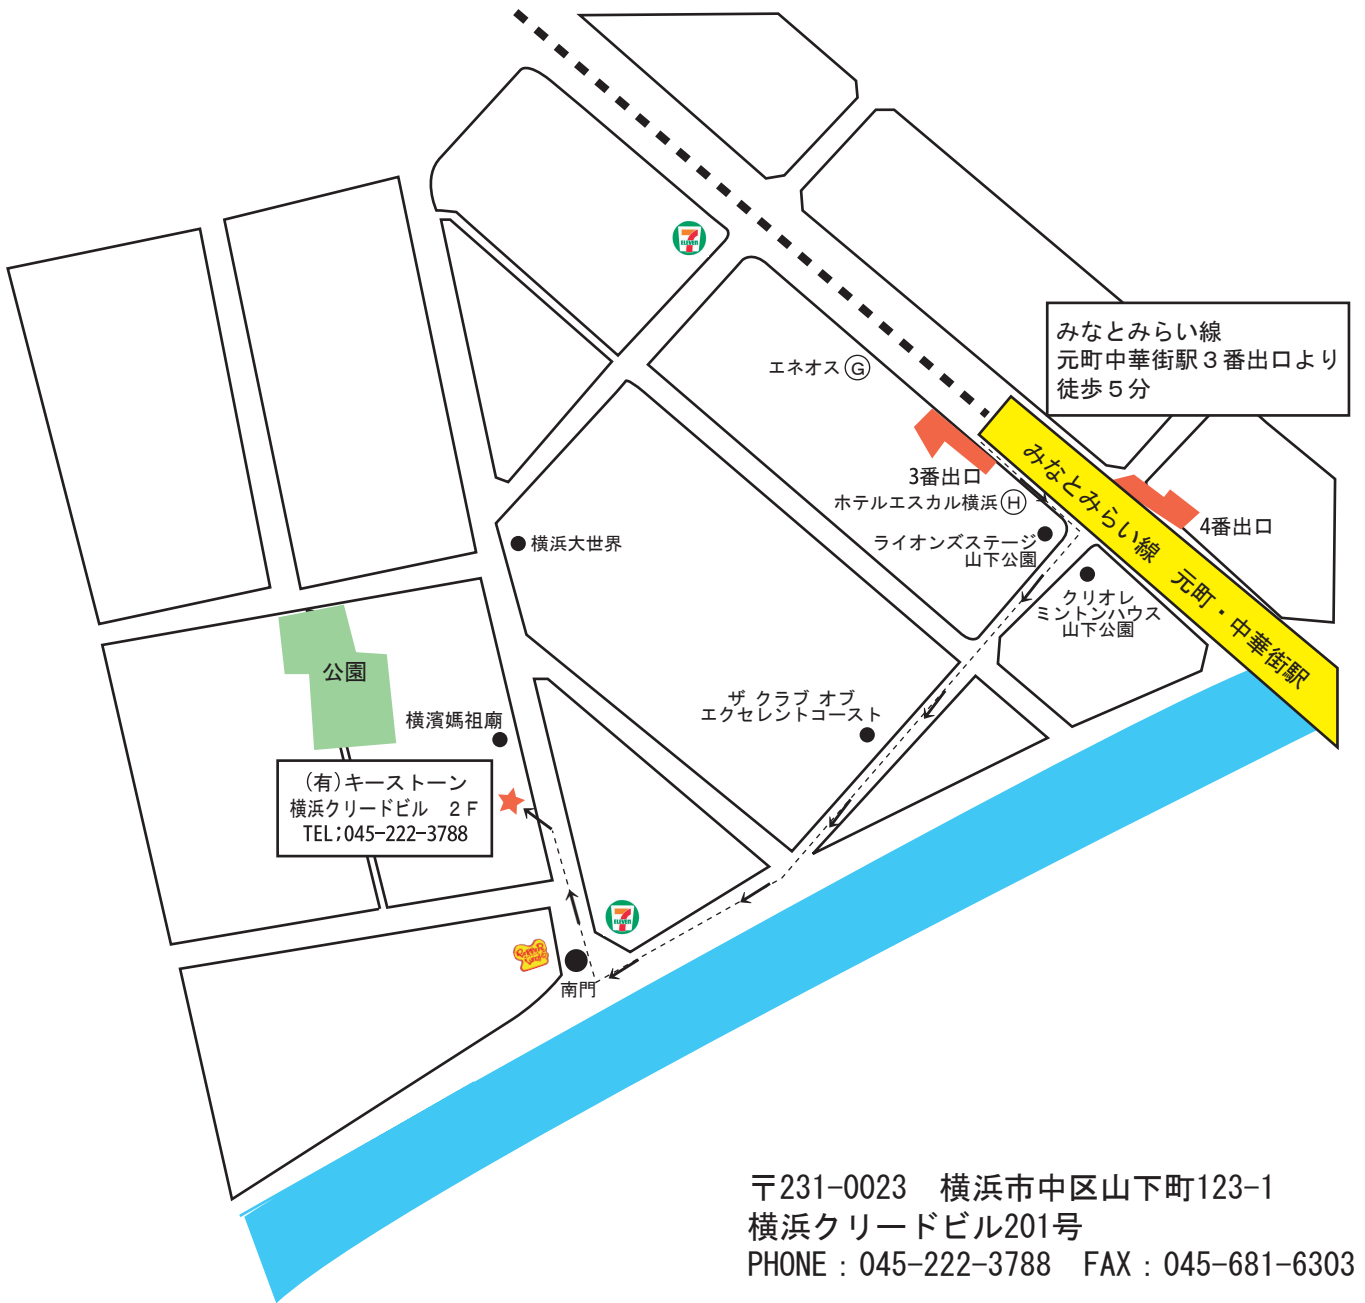 7
ELEVEN
みなとみらい線
元町中華街駅３番出口より
徒歩５分
エネオス G
3番出口
ホテルエスカル横浜 H
みなとみらい線 元町・中華街駅
4番出口
横浜大世界
ライオンズステージ
山下公園
クリオレ
ミントンハウス
山下公園
公園
横濱媽祖廟
ザ クラブ オブ
エクセレントコースト
(有)キーストーン
横浜クリードビル ２Ｆ
TEL;045-222-3788
7
ELEVEN
南門
〒231-0023 横浜市中区山下町123-1
横浜クリードビル201号
PHONE：045-222-3788 FAX：045-681-6303